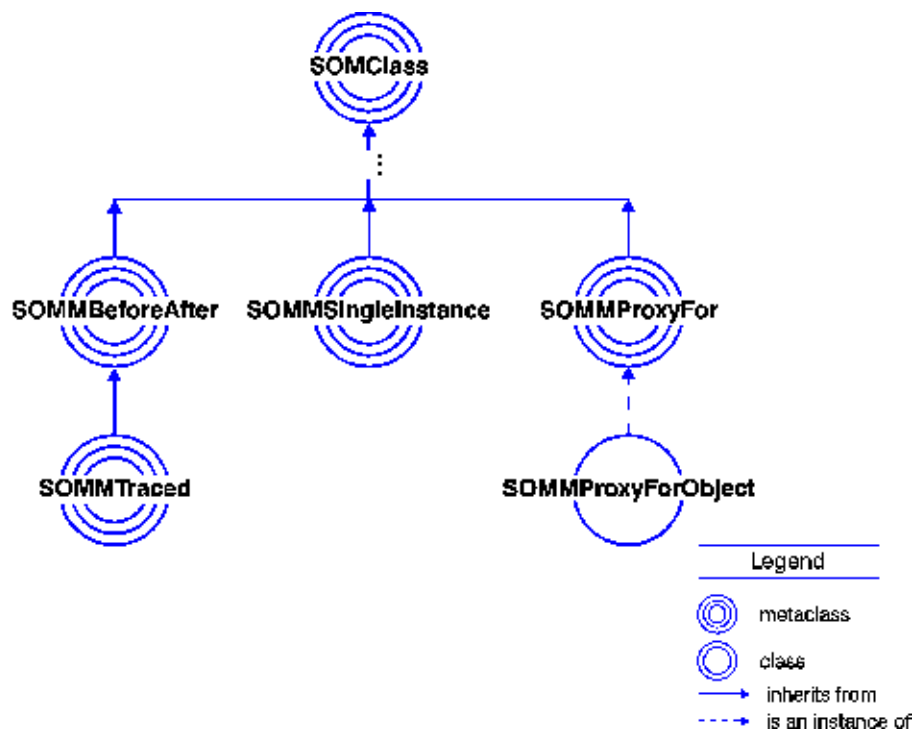 SOMClass
⋮
SOMMBeforeAfter
SOMMSingleInstance
SOMMProxyFor
SOMMTraced
SOMMProxyForObject
Legend
metaclass
class
inherits from
is an instance of